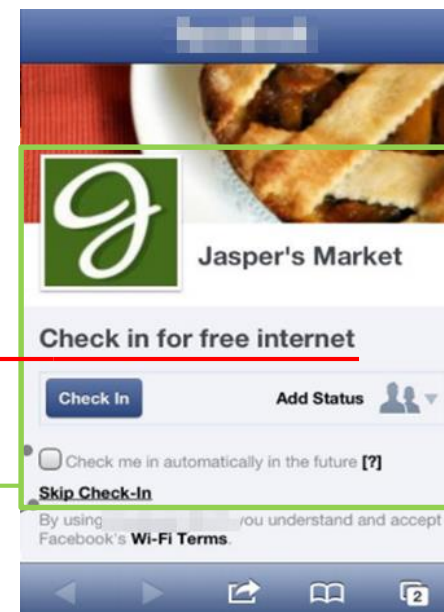 Jasper's Market
Check in for free internet
Check In Add Status
Check me in automatically in the future [?]
Skip Check-In
By using you understand and accept
Facebook's Wi-Fi Terms.
2